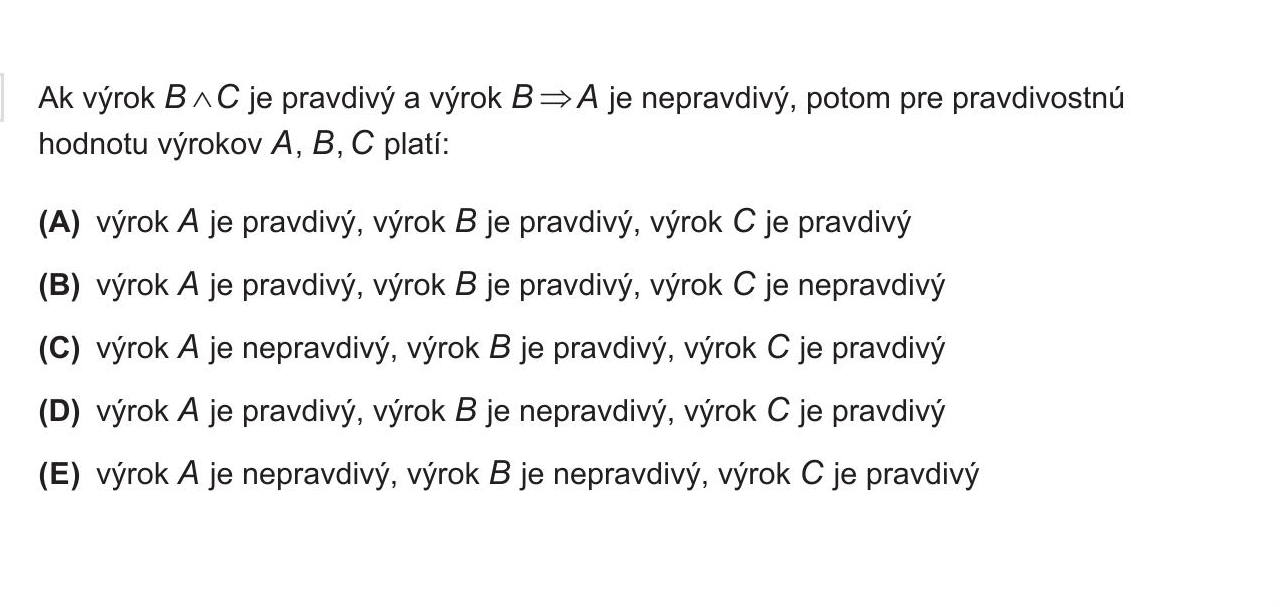 Ak výrok B ∧ C je pravdivý a výrok B ⇒ A je nepravdivý, potom pre pravdivostnú
hodnotu výrokov A, B, C platí:
(A) výrok A je pravdivý, výrok B je pravdivý, výrok C je pravdivý
(B) výrok A je pravdivý, výrok B je pravdivý, výrok C je nepravdivý
(C) výrok A je nepravdivý, výrok B je pravdivý, výrok C je pravdivý
(D) výrok A je pravdivý, výrok B je nepravdivý, výrok C je pravdivý
(E) výrok A je nepravdivý, výrok B je nepravdivý, výrok C je pravdivý